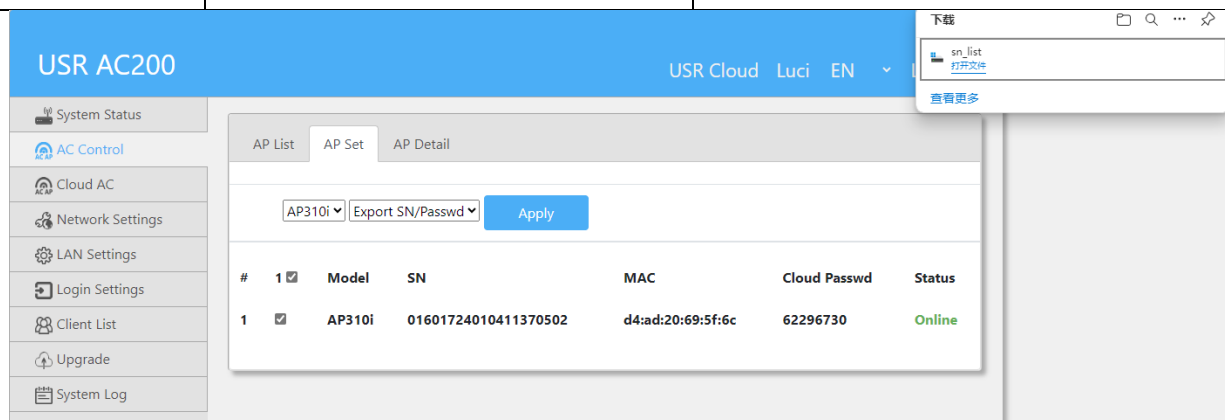 下载
sn_list
打开文件
查看更多
USR AC200
USR Cloud Luci EN
System Status
AC Control
Cloud AC
Network Settings
LAN Settings
Login Settings
Client List
Upgrade
System Log
AP List AP Set AP Detail
AP310i Export SN/Passwd Apply
# 1 Model SN MAC Cloud Passwd Status
1 AP310i 01601724010411370502 d4:ad:20:69:5f:6c 62296730 Online